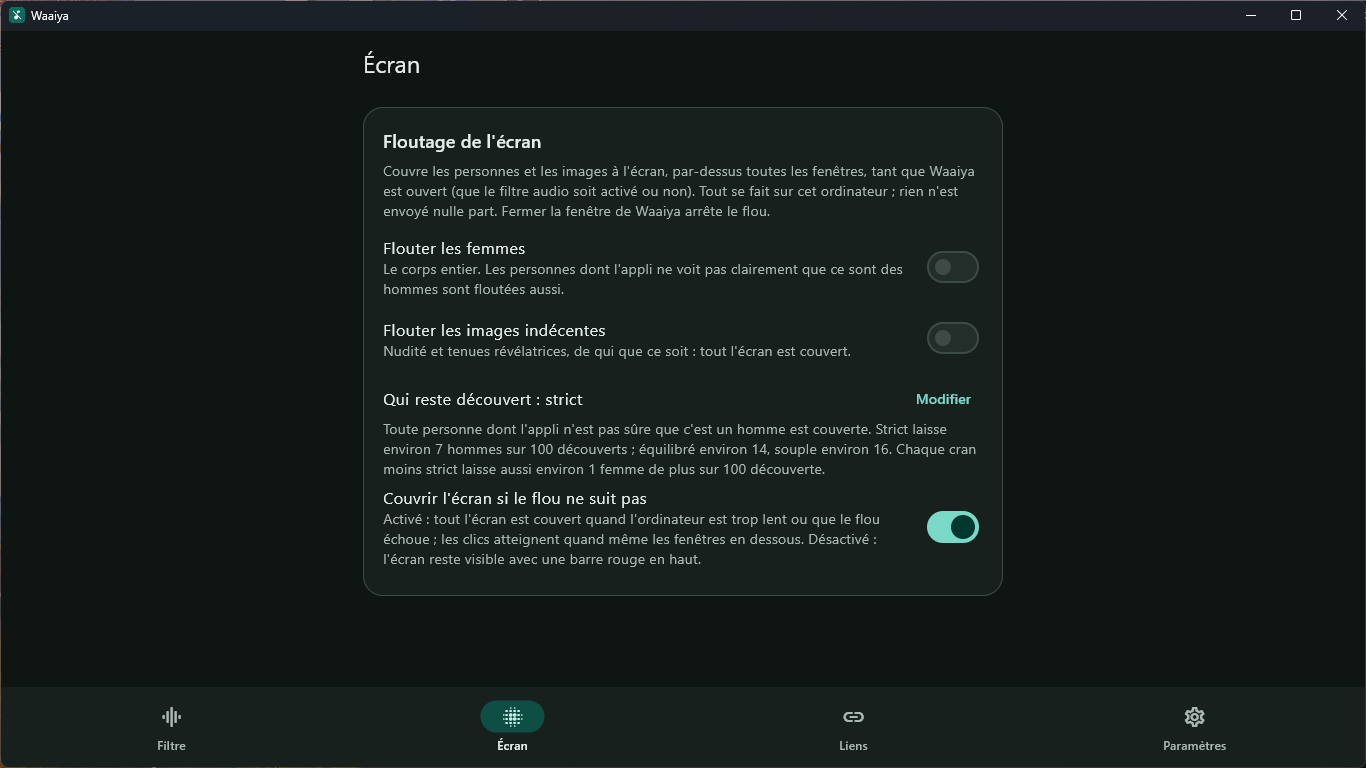 Waaiya
Écran
Floutage de l'écran
Couvre les personnes et les images à l'écran, par-dessus toutes les fenêtres, tant que Waaiya
est ouvert (que le filtre audio soit activé ou non). Tout se fait sur cet ordinateur ; rien n'est
envoyé nulle part. Fermer la fenêtre de Waaiya arrête le flou.
Flouter les femmes
Le corps entier. Les personnes dont l'appli ne voit pas clairement que ce sont des
hommes sont floutées aussi.
Flouter les images indécentes
Nudité et tenues révélatrices, de qui que ce soit : tout l'écran est couvert.
Qui reste découvert : strict
Modifier
Toute personne dont l'appli n'est pas sûre que c'est un homme est couverte. Strict laisse
environ 7 hommes sur 100 découverts ; équilibré environ 14, souple environ 16. Chaque cran
moins strict laisse aussi environ 1 femme de plus sur 100 découverte.
Couvrir l'écran si le flou ne suit pas
Activé : tout l'écran est couvert quand l'ordinateur est trop lent ou que le flou
échoue ; les clics atteignent quand même les fenêtres en dessous. Désactivé :
l'écran reste visible avec une barre rouge en haut.
Filtre
Écran
Liens
Paramètres